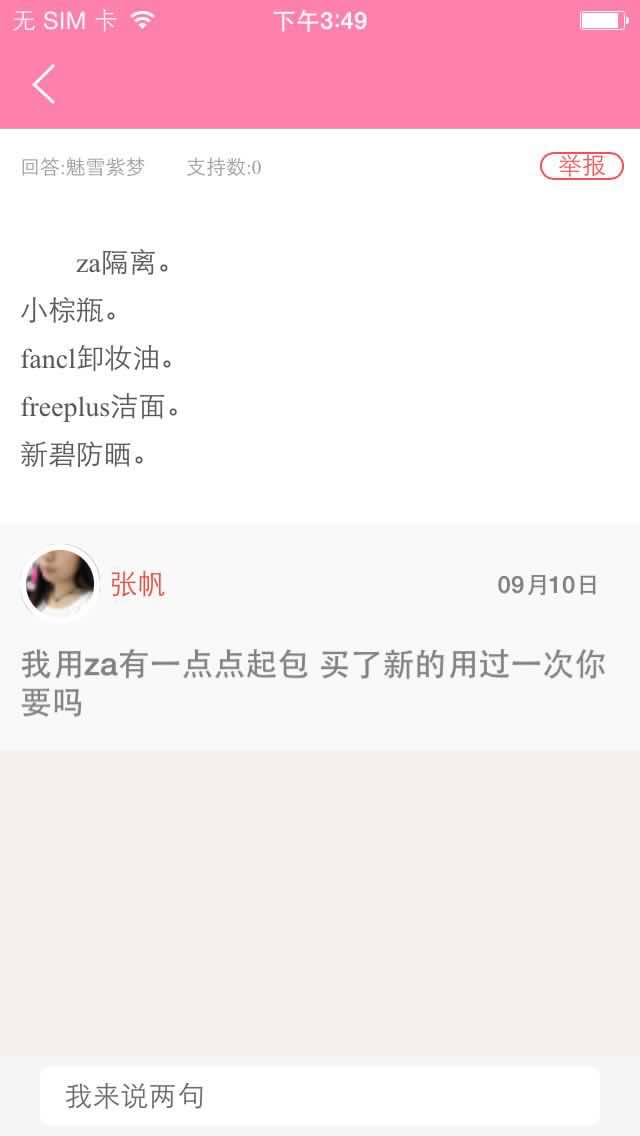 无 SIM 卡 下午3:49
回答:魅雪紫梦 支持数:0 举报
za隔离。
小棕瓶。
fancl卸妆油。
freeplus洁面。
新碧防晒。
张帆 09月10日
我用za有一点点起包 买了新的用过一次你
要吗
我来说两句